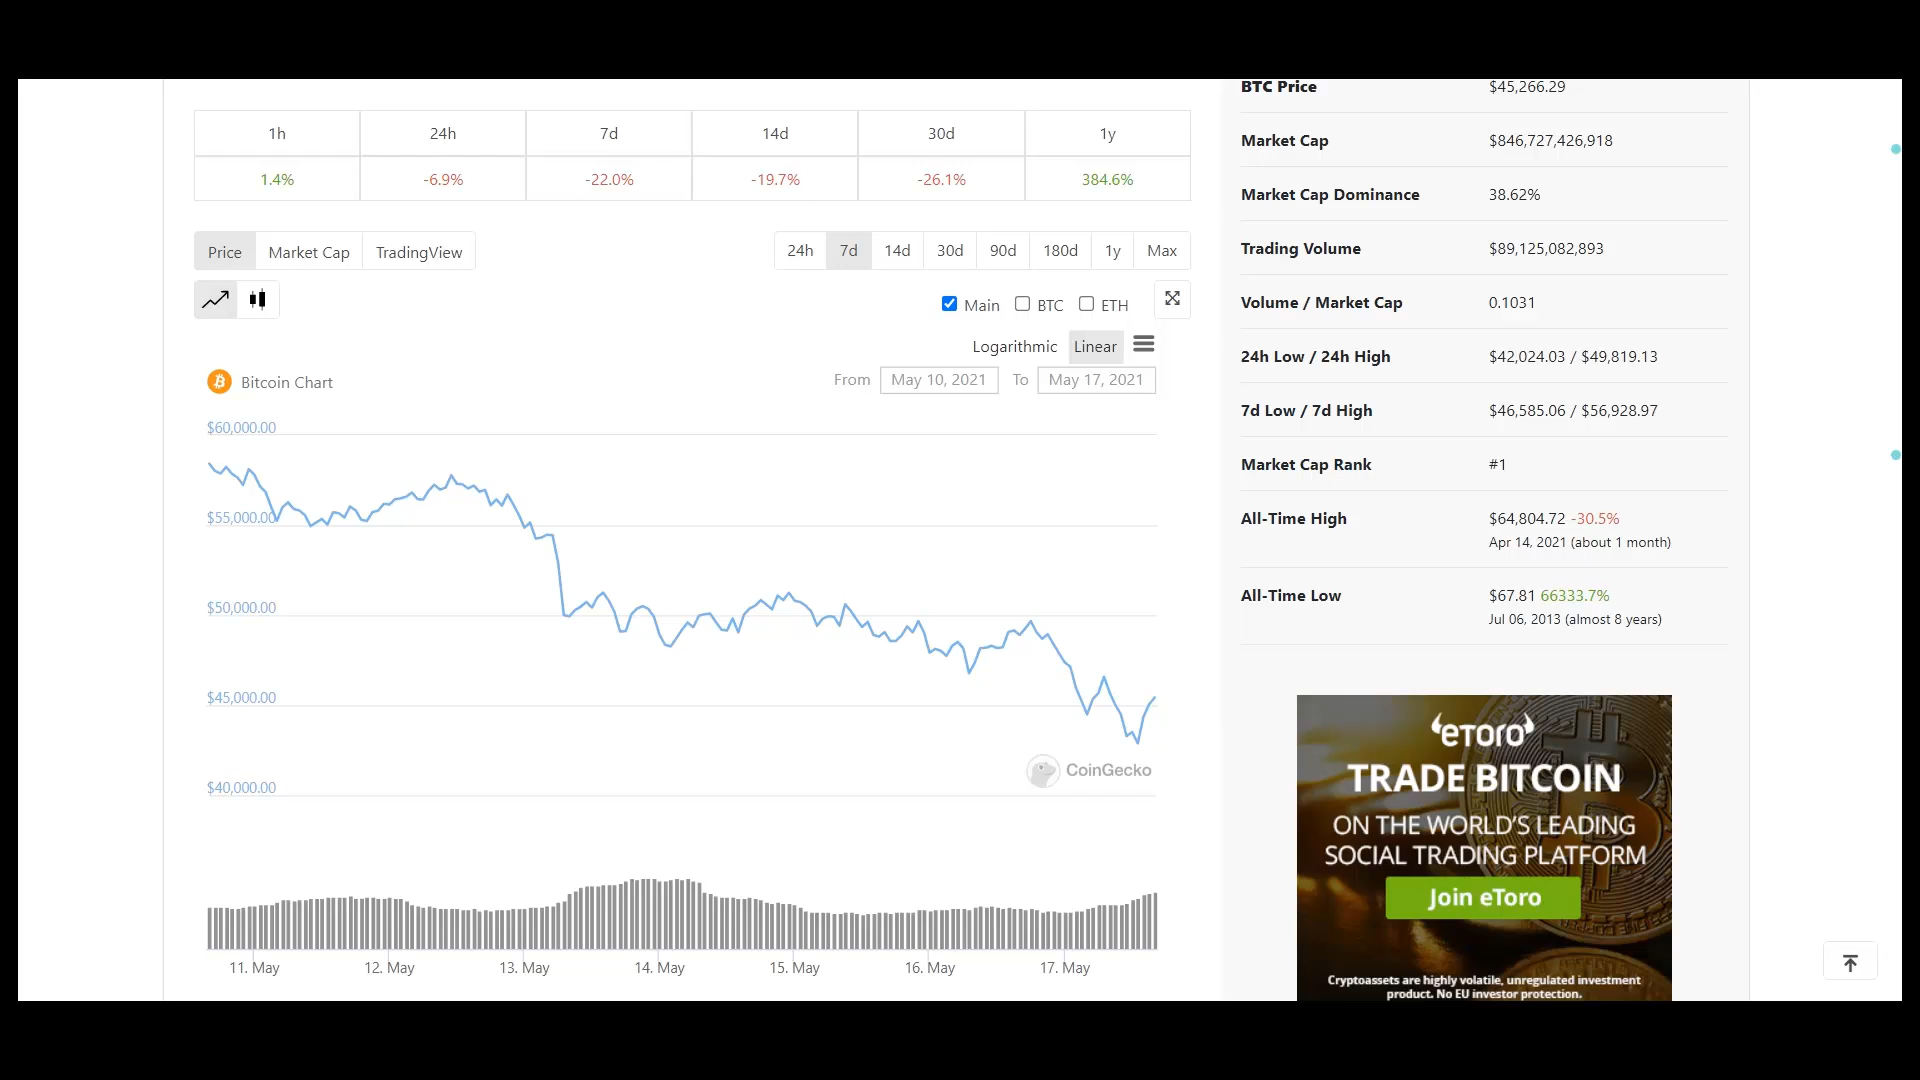 1h 24h 7d 14d 30d 1y
1.4% -6.9% -22.0% -19.7% -26.1% 384.6%
Price Market Cap TradingView
24h 7d 14d 30d 90d 180d 1y Max
Main BTC ETH
Logarithmic Linear
Bitcoin Chart
From May 10, 2021 To May 17, 2021
$60,000.00
$55,000.00
$50,000.00
$45,000.00
$40,000.00
CoinGecko
11. May 12. May 13. May 14. May 15. May 16. May 17. May
BTC Price $45,266.29
Market Cap $846,727,426,918
Market Cap Dominance 38.62%
Trading Volume $89,125,082,893
Volume / Market Cap 0.1031
24h Low / 24h High $42,024.03 / $49,819.13
7d Low / 7d High $46,585.06 / $56,928.97
Market Cap Rank #1
All-Time High $64,804.72 -30.5%
Apr 14, 2021 (about 1 month)
All-Time Low $67.81 66333.7%
Jul 06, 2013 (almost 8 years)
eToro
TRADE BITCOIN
ON THE WORLD'S LEADING
SOCIAL TRADING PLATFORM
Join eToro
Cryptoassets are highly volatile, unregulated investment
product. No EU investor protection.